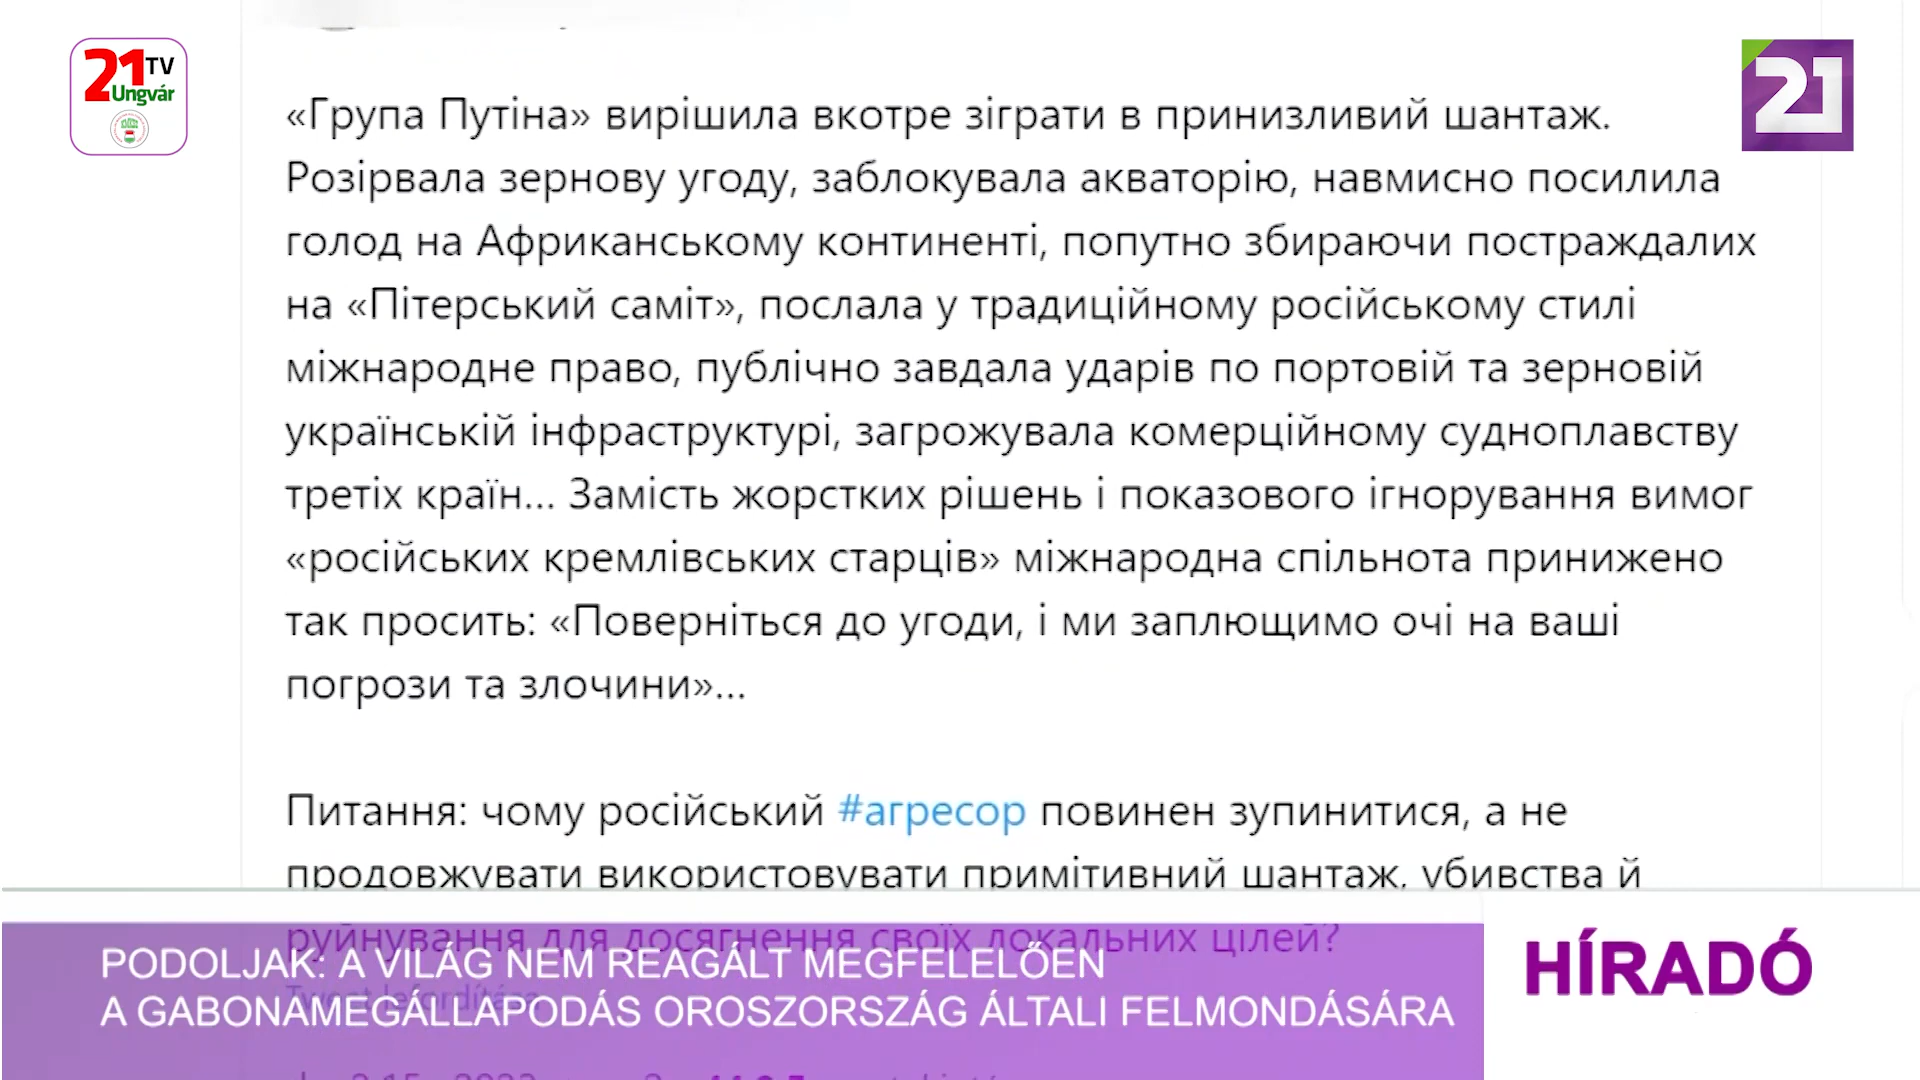 21 TV
Ungvár
21
«Група Путіна» вирішила вкотре зіграти в принизливий шантаж.
Розірвала зернову угоду, заблокувала акваторію, навмисно посилила
голод на Африканському континенті, попутно збираючи постраждалих
на «Пітерський саміт», послала у традиційному російському стилі
міжнародне право, публічно завдала ударів по портовій та зерновій
українській інфраструктурі, загрожувала комерційному судноплавству
третіх країн... Замість жорстких рішень і показового ігнорування вимог
«російських кремлівських старців» міжнародна спільнота принижено
так просить: «Поверніться до угоди, і ми заплющимо очі на ваші
погрози та злочини»...
Питання: чому російський #агресор повинен зупинитися, а не
продовжувати використовувати примітивний шантаж, убивства й
руйнування для досягнення своїх локальних цілей?
Tweet lefordítása
PODOLJAK: A VILÁG NEM REAGÁLT MEGFELELŐEN
A GABONAMEGÁLLAPODÁS OROSZORSZÁG ÁLTALI FELMONDÁSÁRA
HÍRADÓ